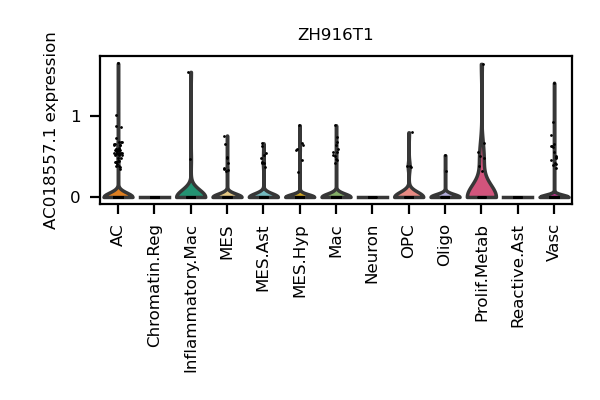 ZH916T1
AC018557.1 expression
1
0
AC
Chromatin.Reg
Inflammatory.Mac
MES
MES.Ast
MES.Hyp
Mac
Neuron
OPC
Oligo
Prolif.Metab
Reactive.Ast
Vasc